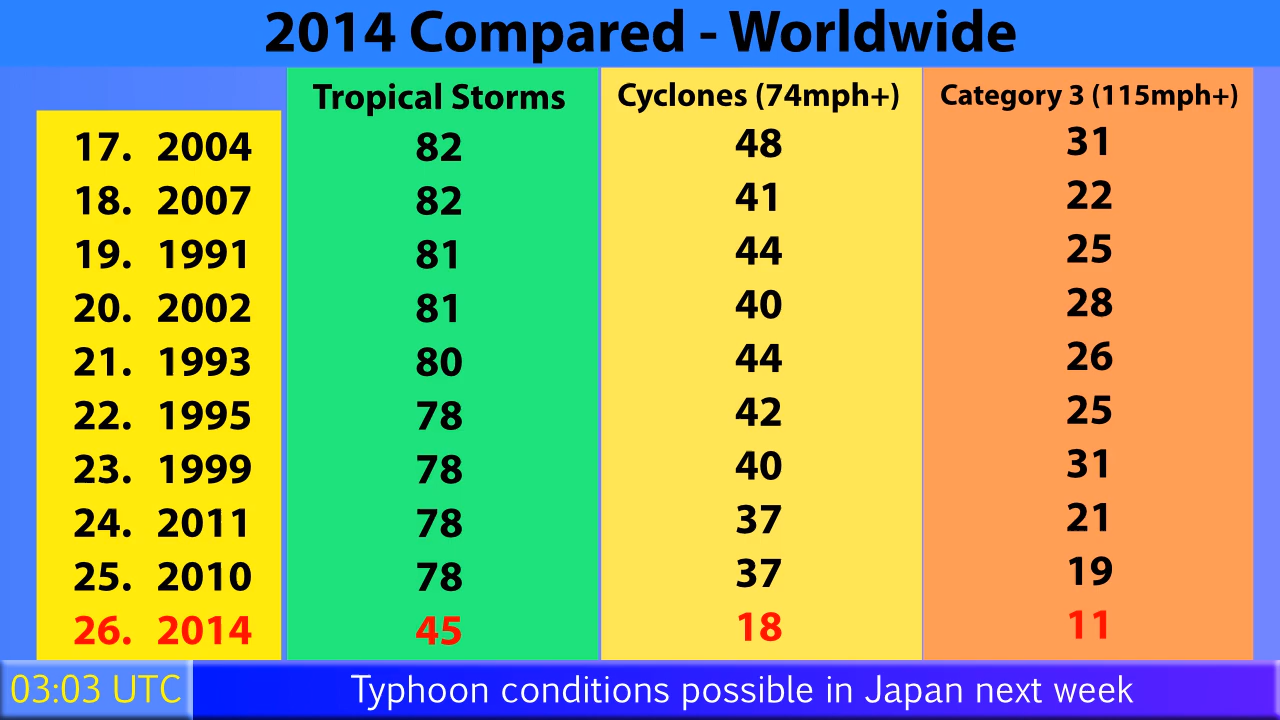 2014 Compared - Worldwide
Tropical Storms Cyclones (74mph+) Category 3 (115mph+)
17. 2004 82 48 31
18. 2007 82 41 22
19. 1991 81 44 25
20. 2002 81 40 28
21. 1993 80 44 26
22. 1995 78 42 25
23. 1999 78 40 31
24. 2011 78 37 21
25. 2010 78 37 19
26. 2014 45 18 11
03:03 UTC Typhoon conditions possible in Japan next week